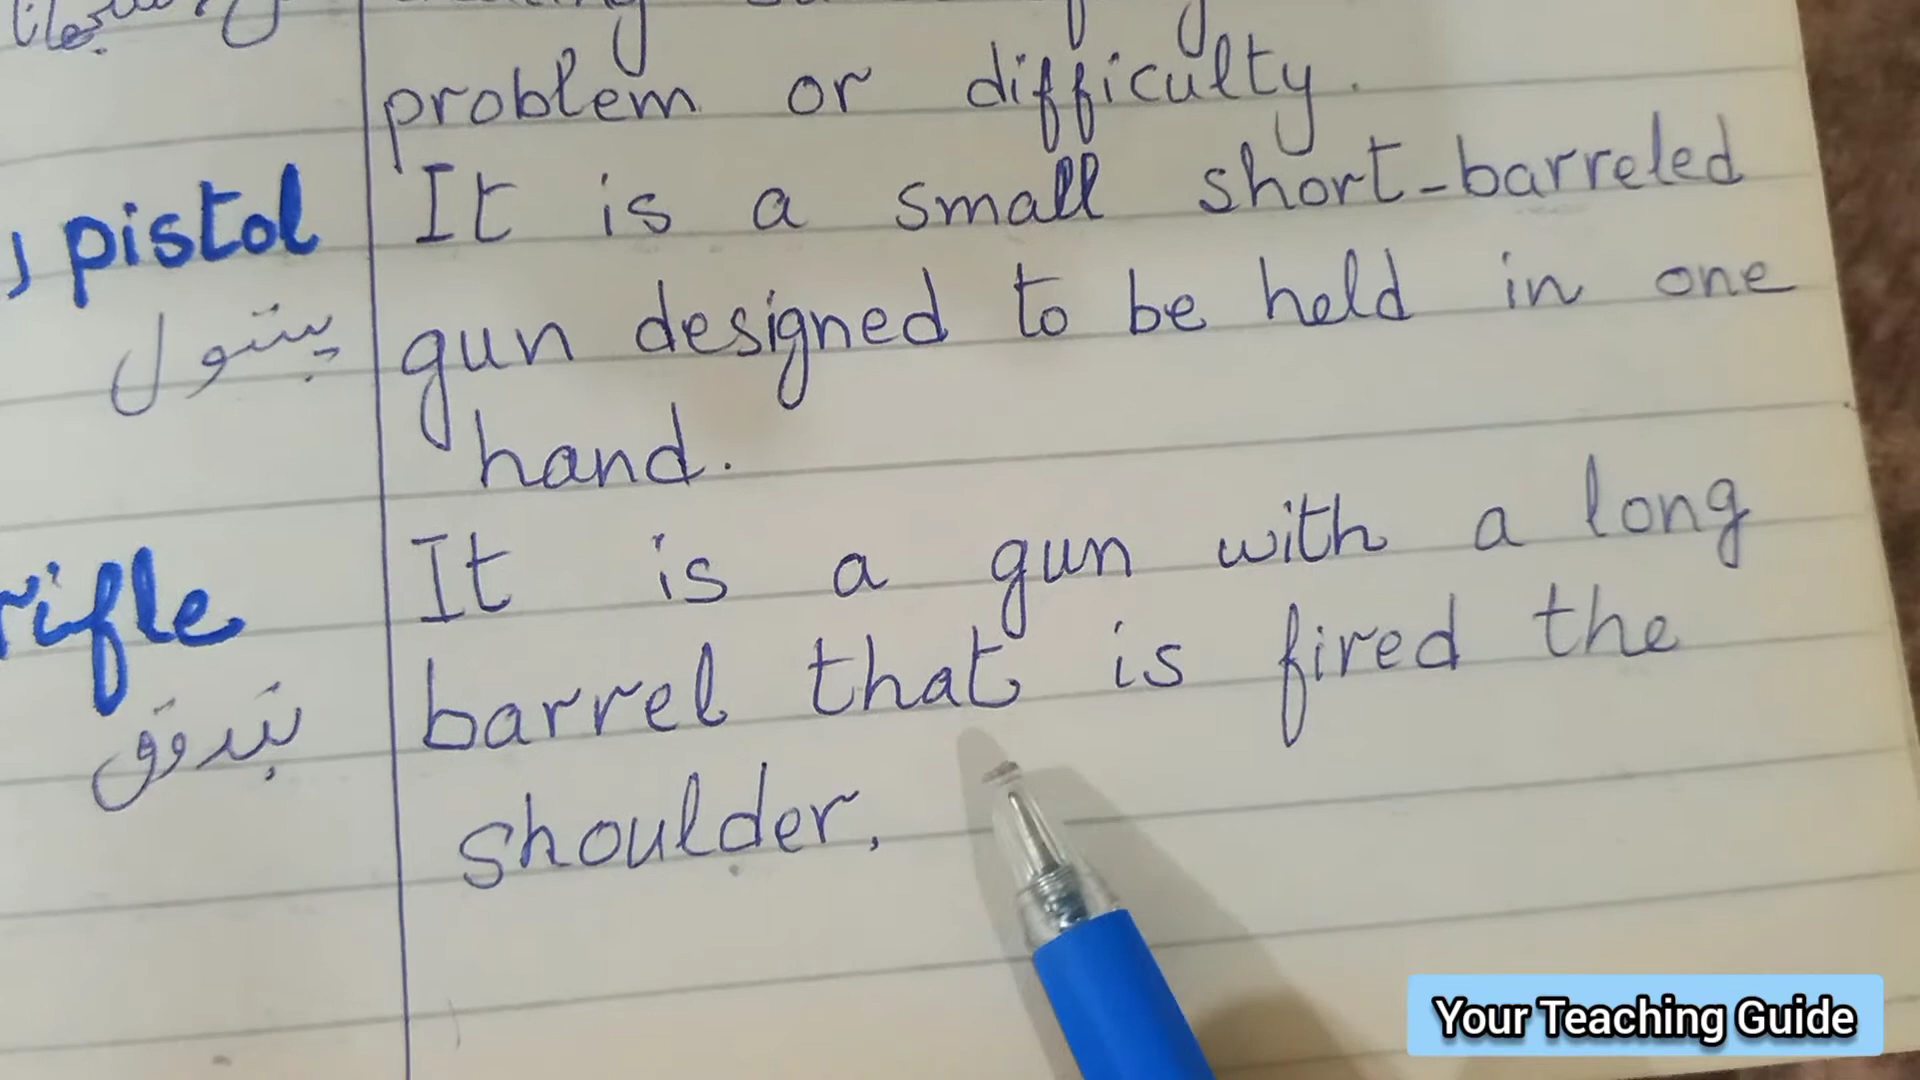 problem or difficulty.
pistol It is a small short-barreled
پستول gun designed to be held in one
hand.
rifle It is a gun with a long
بندوق barrel that is fired the
shoulder.
Your Teaching Guide